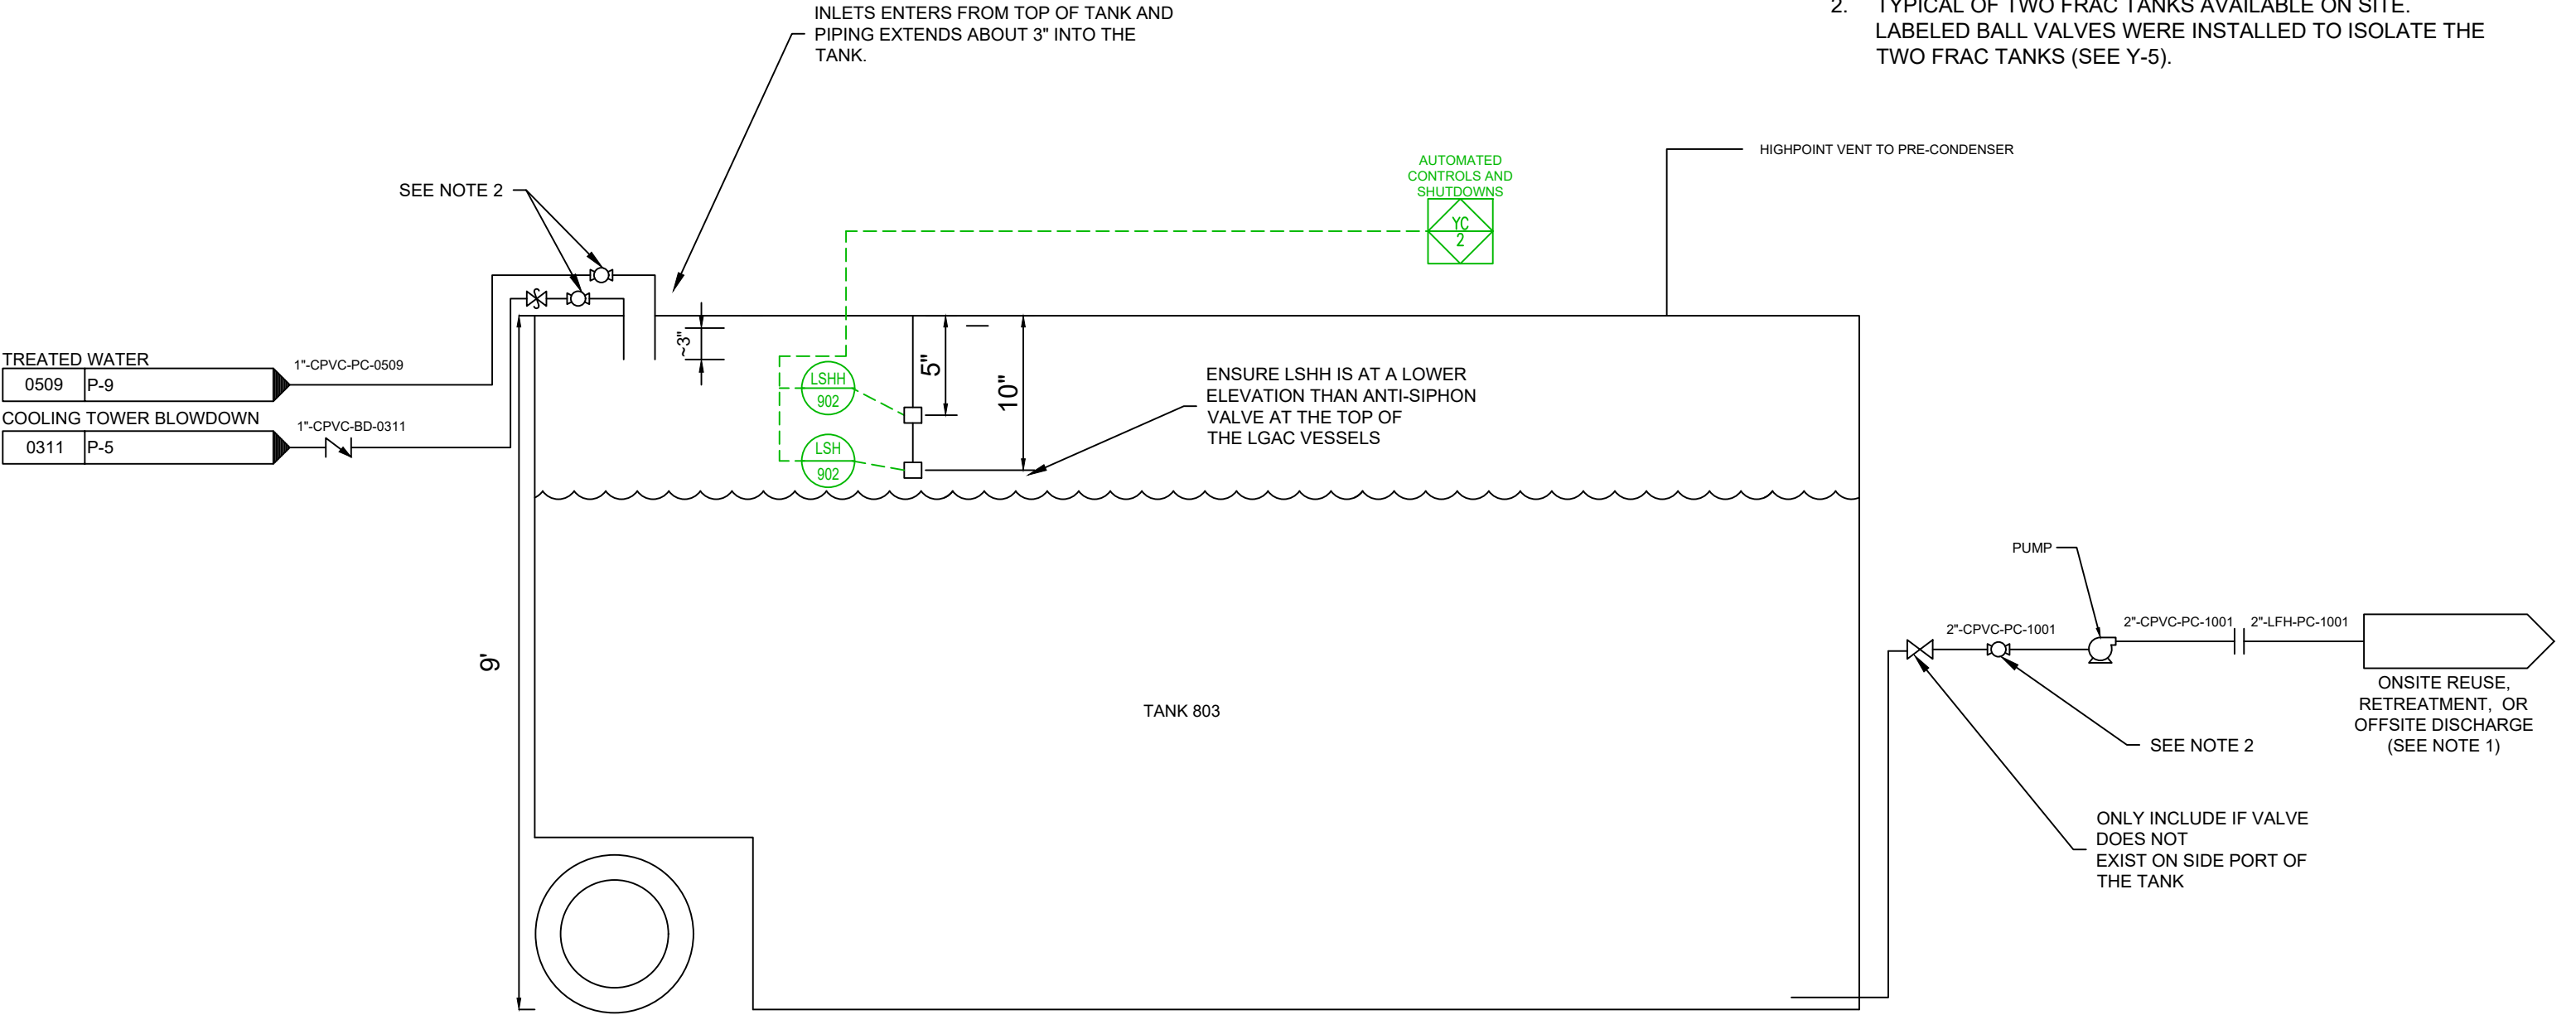 INLETS ENTERS FROM TOP OF TANK AND
PIPING EXTENDS ABOUT 3" INTO THE
TANK.
2. TYPICAL OF TWO FRAC TANKS AVAILABLE ON SITE.
LABELED BALL VALVES WERE INSTALLED TO ISOLATE THE
TWO FRAC TANKS (SEE Y-5).
HIGHPOINT VENT TO PRE-CONDENSER
AUTOMATED
CONTROLS AND
SHUTDOWNS
YC
2
SEE NOTE 2
TREATED WATER
0509 P-9
1"-CPVC-PC-0509
COOLING TOWER BLOWDOWN
0311 P-5
1"-CPVC-BD-0311
~3"
5"
10"
LSHH
902
LSH
902
ENSURE LSHH IS AT A LOWER
ELEVATION THAN ANTI-SIPHON
VALVE AT THE TOP OF
THE LGAC VESSELS
9'
TANK 803
PUMP
2"-CPVC-PC-1001
2"-CPVC-PC-1001
2"-LFH-PC-1001
ONSITE REUSE,
RETREATMENT, OR
OFFSITE DISCHARGE
(SEE NOTE 1)
SEE NOTE 2
ONLY INCLUDE IF VALVE
DOES NOT
EXIST ON SIDE PORT OF
THE TANK